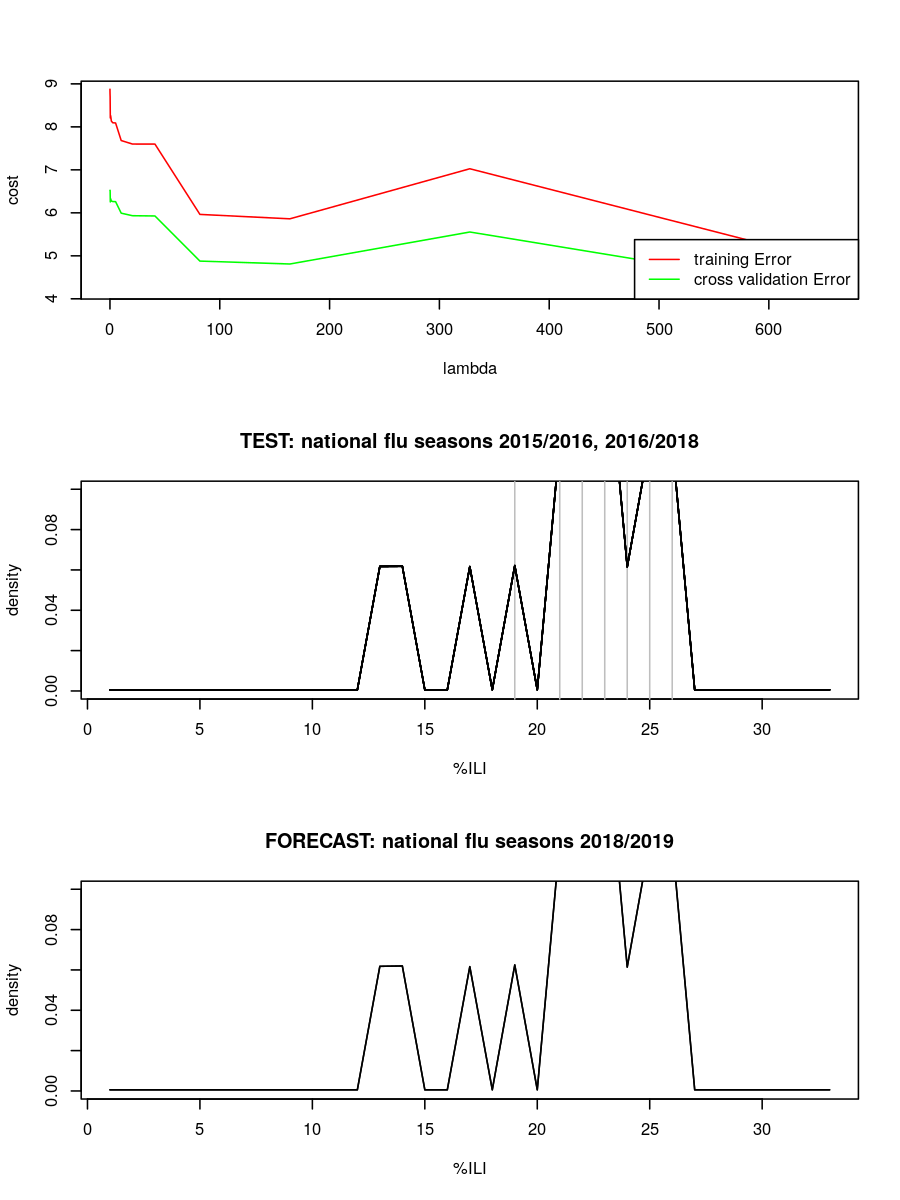 9
8
7
6
5
4
cost
training Error
cross validation Error
0 100 200 300 400 500 600
lambda
TEST: national flu seasons 2015/2016, 2016/2018
0.08
0.04
0.00
density
0 5 10 15 20 25 30
%ILI
FORECAST: national flu seasons 2018/2019
0.08
0.04
0.00
density
0 5 10 15 20 25 30
%ILI